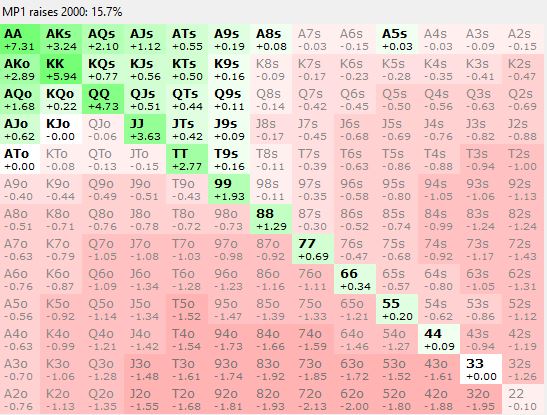 MP1 raises 2000: 15.7%
AA AKs AQs AJs ATs A9s A8s A7s A6s A5s A4s A3s A2s
+7.31 +3.24 +2.10 +1.12 +0.55 +0.19 +0.08 -0.03 -0.15 +0.03 -0.03 -0.09 -0.15
AKo KK KQs KJs KTs K9s K8s K7s K6s K5s K4s K3s K2s
+2.89 +5.94 +0.77 +0.56 +0.50 +0.16 -0.09 -0.17 -0.23 -0.28 -0.35 -0.41 -0.47
AQo KQo QQ QJs QTs Q9s Q8s Q7s Q6s Q5s Q4s Q3s Q2s
+1.68 +0.22 +4.73 +0.51 +0.44 +0.11 -0.14 -0.42 -0.45 -0.50 -0.56 -0.63 -0.69
AJo KJo QJo JJ JTs J9s J8s J7s J6s J5s J4s J3s J2s
+0.62 -0.00 -0.06 +3.63 +0.42 +0.09 -0.17 -0.45 -0.68 -0.69 -0.76 -0.82 -0.88
ATo KTo QTo JTo TT T9s T8s T7s T6s T5s T4s T3s T2s
+0.00 -0.08 -0.13 -0.15 +2.77 +0.16 -0.11 -0.39 -0.63 -0.86 -0.88 -0.94 -1.00
A9o K9o Q9o J9o T9o 99 98s 97s 96s 95s 94s 93s 92s
-0.40 -0.44 -0.49 -0.51 -0.43 +1.93 -0.11 -0.35 -0.58 -0.80 -1.05 -1.06 -1.13
A8o K8o Q8o J8o T8o 98o 88 87s 86s 85s 84s 83s 82s
-0.51 -0.71 -0.76 -0.78 -0.72 -0.70 +1.29 -0.30 -0.52 -0.74 -0.99 -1.24 -1.24
A7o K7o Q7o J7o T7o 97o 87o 77 76s 75s 74s 73s 72s
-0.63 -0.79 -1.05 -1.08 -1.03 -0.98 -0.92 +0.69 -0.47 -0.68 -0.92 -1.17 -1.43
A6o K6o Q6o J6o T6o 96o 86o 76o 66 65s 64s 63s 62s
-0.76 -0.87 -1.09 -1.34 -1.28 -1.23 -1.16 -1.11 +0.34 -0.57 -0.80 -1.05 -1.31
A5o K5o Q5o J5o T5o 95o 85o 75o 65o 55 54s 53s 52s
-0.56 -0.92 -1.14 -1.34 -1.52 -1.47 -1.39 -1.33 -1.21 +0.20 -0.62 -0.86 -1.12
A4o K4o Q4o J4o T4o 94o 84o 74o 64o 54o 44 43s 42s
-0.63 -0.99 -1.21 -1.42 -1.54 -1.73 -1.66 -1.59 -1.46 -1.27 +0.09 -0.94 -1.19
A3o K3o Q3o J3o T3o 93o 83o 73o 63o 53o 43o 33 32s
-0.70 -1.06 -1.28 -1.48 -1.61 -1.74 -1.92 -1.85 -1.72 -1.52 -1.61 +0.00 -1.26
A2o K2o Q2o J2o T2o 92o 82o 72o 62o 52o 42o 32o 22
-0.76 -1.13 -1.35 -1.55 -1.68 -1.81 -1.93 -2.13 -2.00 -1.80 -1.88 -1.95 -0.10